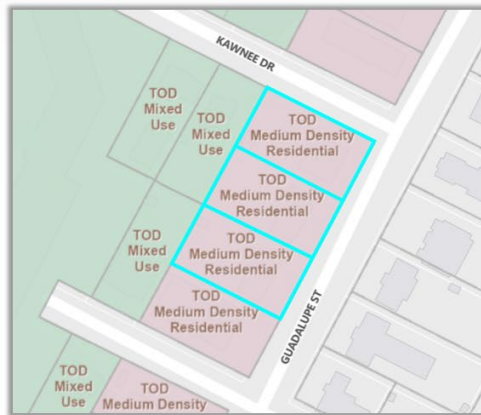 KAWNEE DR
TOD
Mixed
Use
TOD
Mixed
Use
TOD
Medium Density
Residential
TOD
Medium Density
Residential
TOD
Mixed
Use
TOD
Medium Density
Residential
TOD
Medium Density
Residential
GUADALUPE ST
TOD
Mixed
Use
TOD
Medium Density